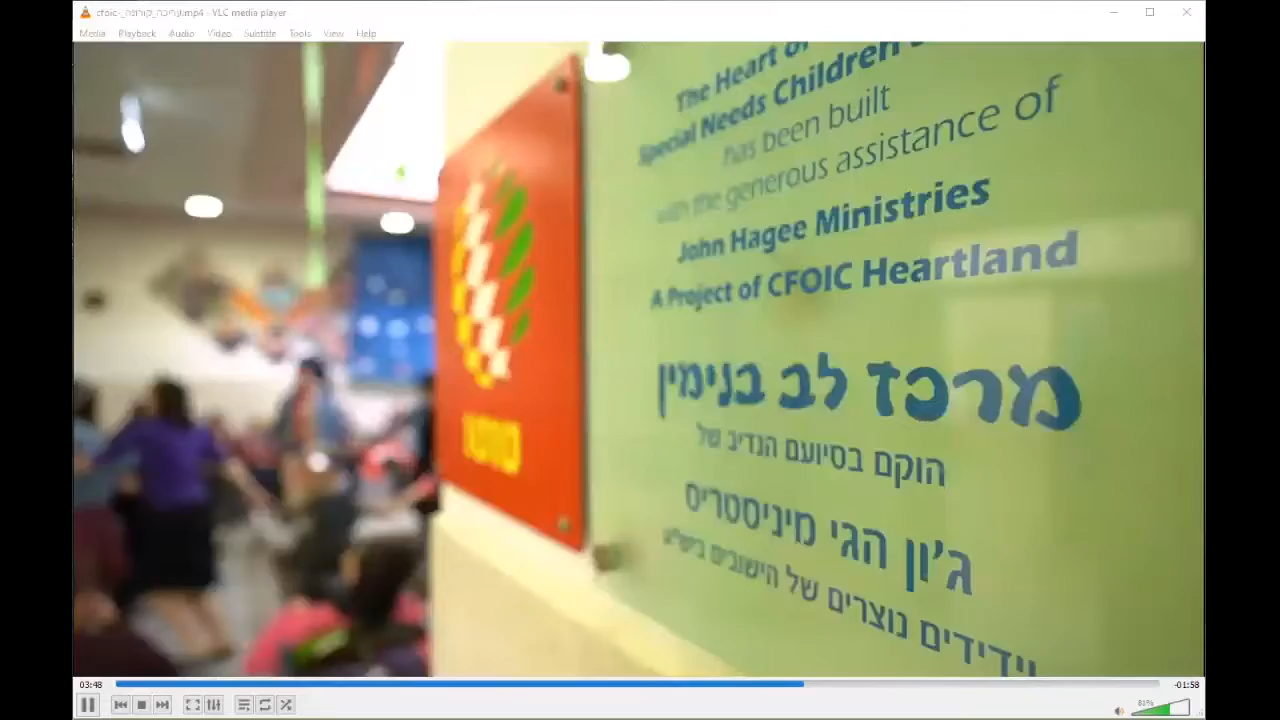 VLC media player
Media Playback Audio Video Subtitle Tools View Help
The Heart of
Special Needs Children
has been built
with the generous assistance of
John Hagee Ministries
A Project of CFOIC Heartland
מרכז לב בנימין
הוקם בסיועם הנדיב של
ג'ון הגי מיניסטריס
ידידים נוצרים של הישובים ביש"ע
03:48
-01:58
81%